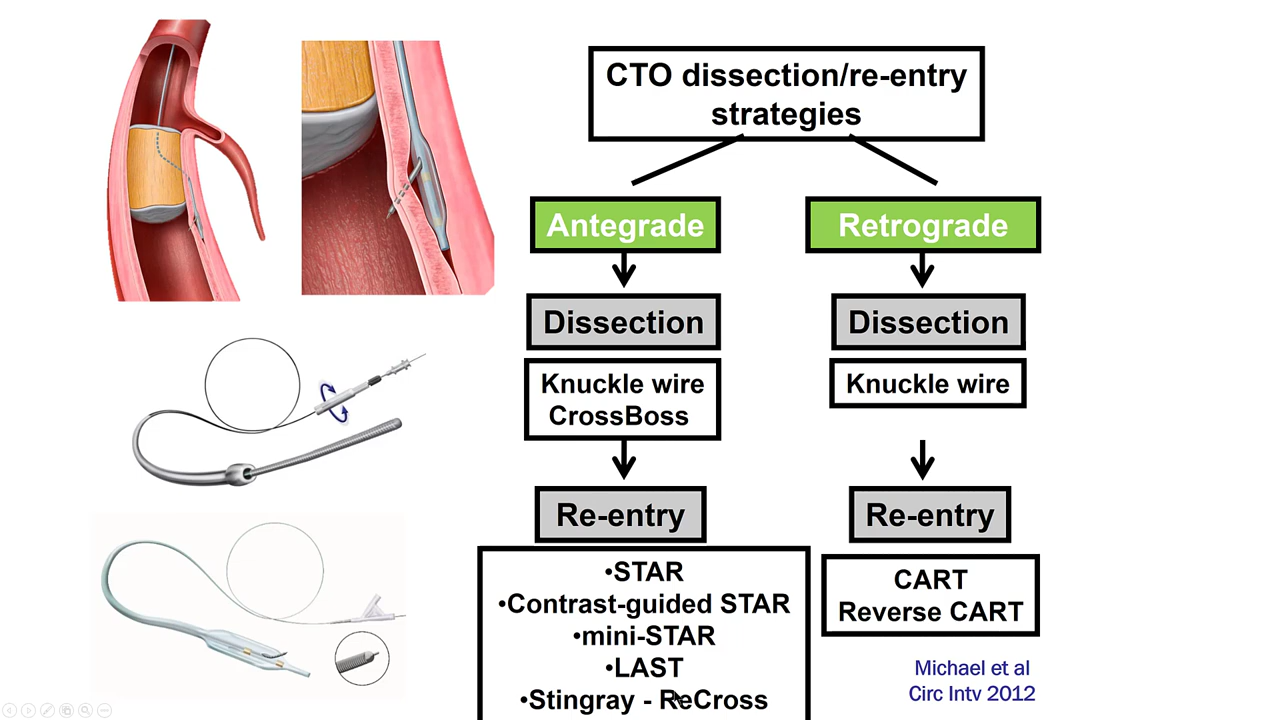 CTO dissection/re-entry
strategies
Antegrade
Retrograde
Dissection
Dissection
Knuckle wire
CrossBoss
Knuckle wire
Re-entry
Re-entry
•STAR
•Contrast-guided STAR
•mini-STAR
•LAST
•Stingray - ReCross
CART
Reverse CART
Michael et al
Circ Intv 2012